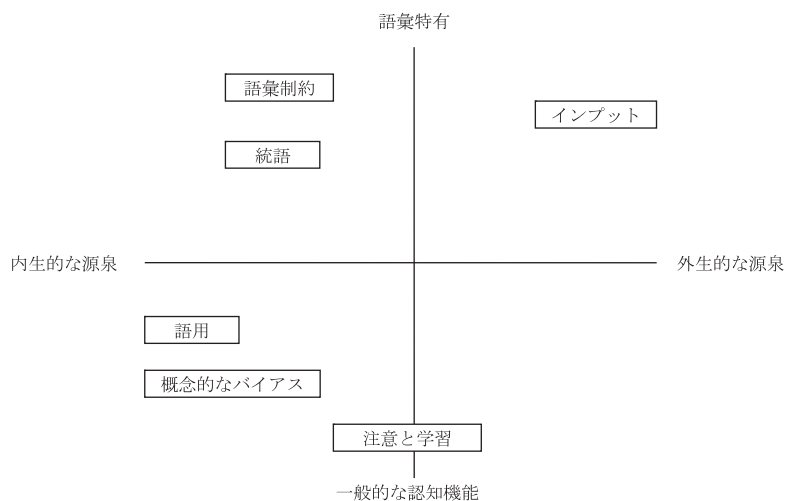 語彙特有
語彙制約
インプット
統語
内生的な源泉
外生的な源泉
語用
概念的なバイアス
注意と学習
一般的な認知機能